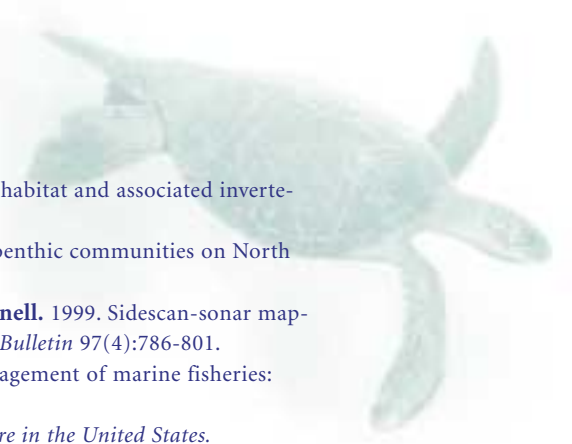 habitat and associated inverte-
benthic communities on North
nell. 1999. Sidescan-sonar map-
Bulletin 97(4):786-801.
agement of marine fisheries:
re in the United States.